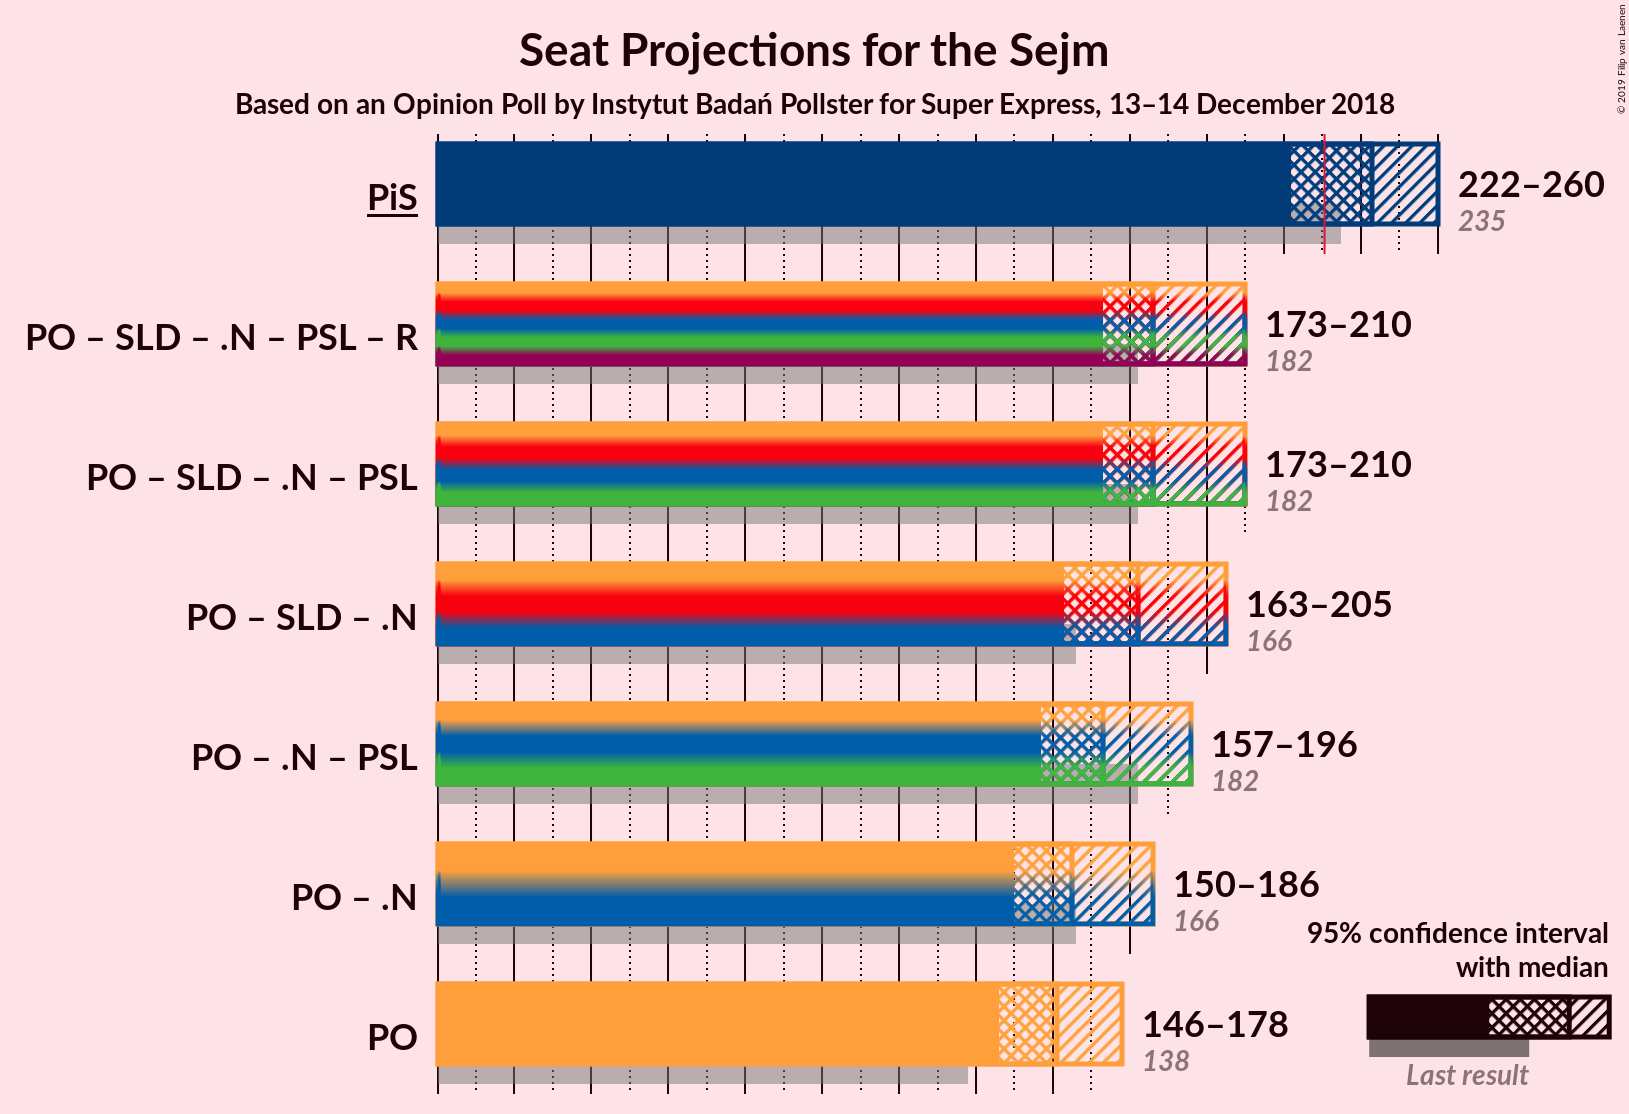 Seat Projections for the Sejm
Based on an Opinion Poll by Instytut Badań Pollster for Super Express, 13–14 December 2018
© 2019 Filip van Laenen
PiS
222–260
235
PO – SLD – .N – PSL – R
173–210
182
PO – SLD – .N – PSL
173–210
182
PO – SLD – .N
163–205
166
PO – .N – PSL
157–196
182
PO – .N
150–186
166
PO
146–178
138
95% confidence interval
with median
Last result